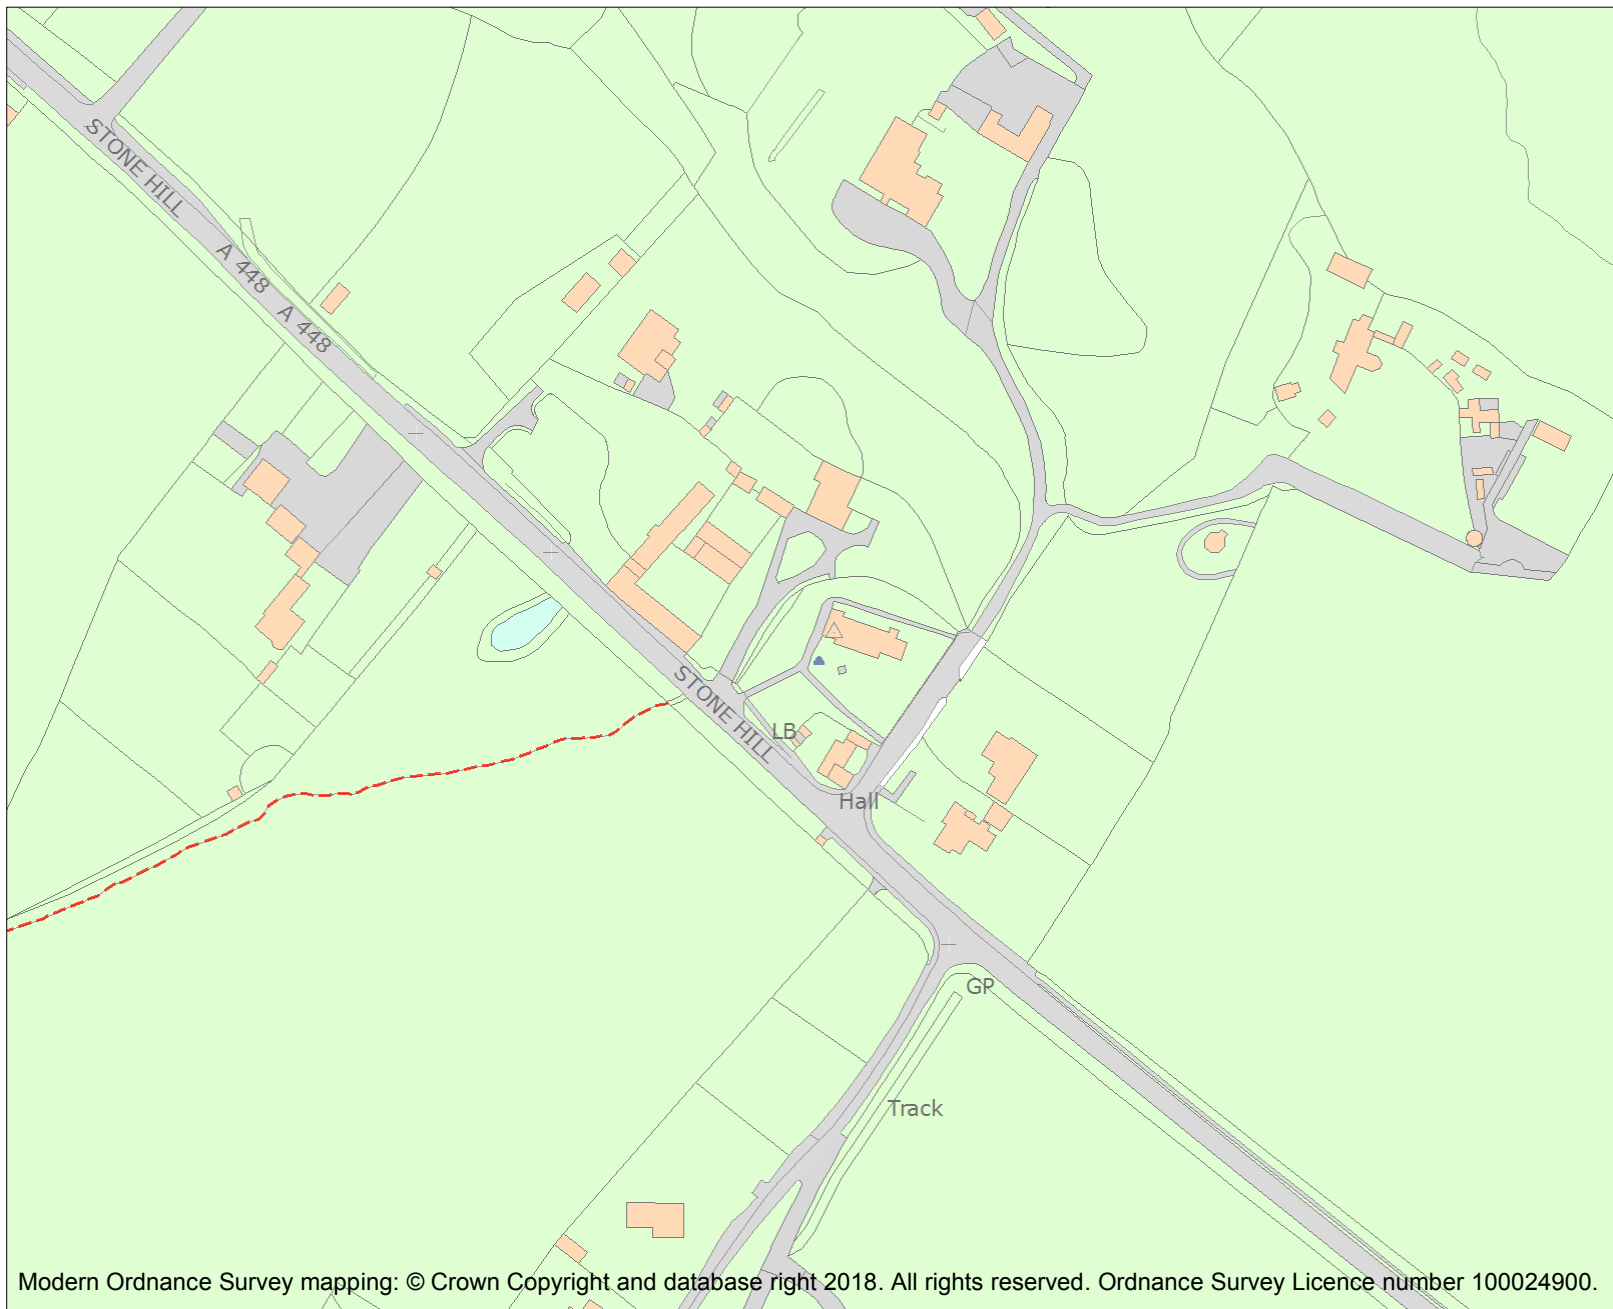 STONE HILL
A 448
A 448
STONE HILL
LB
Hall
GP
Track
Modern Ordnance Survey mapping: © Crown Copyright and database right 2018. All rights reserved. Ordnance Survey Licence number 100024900.